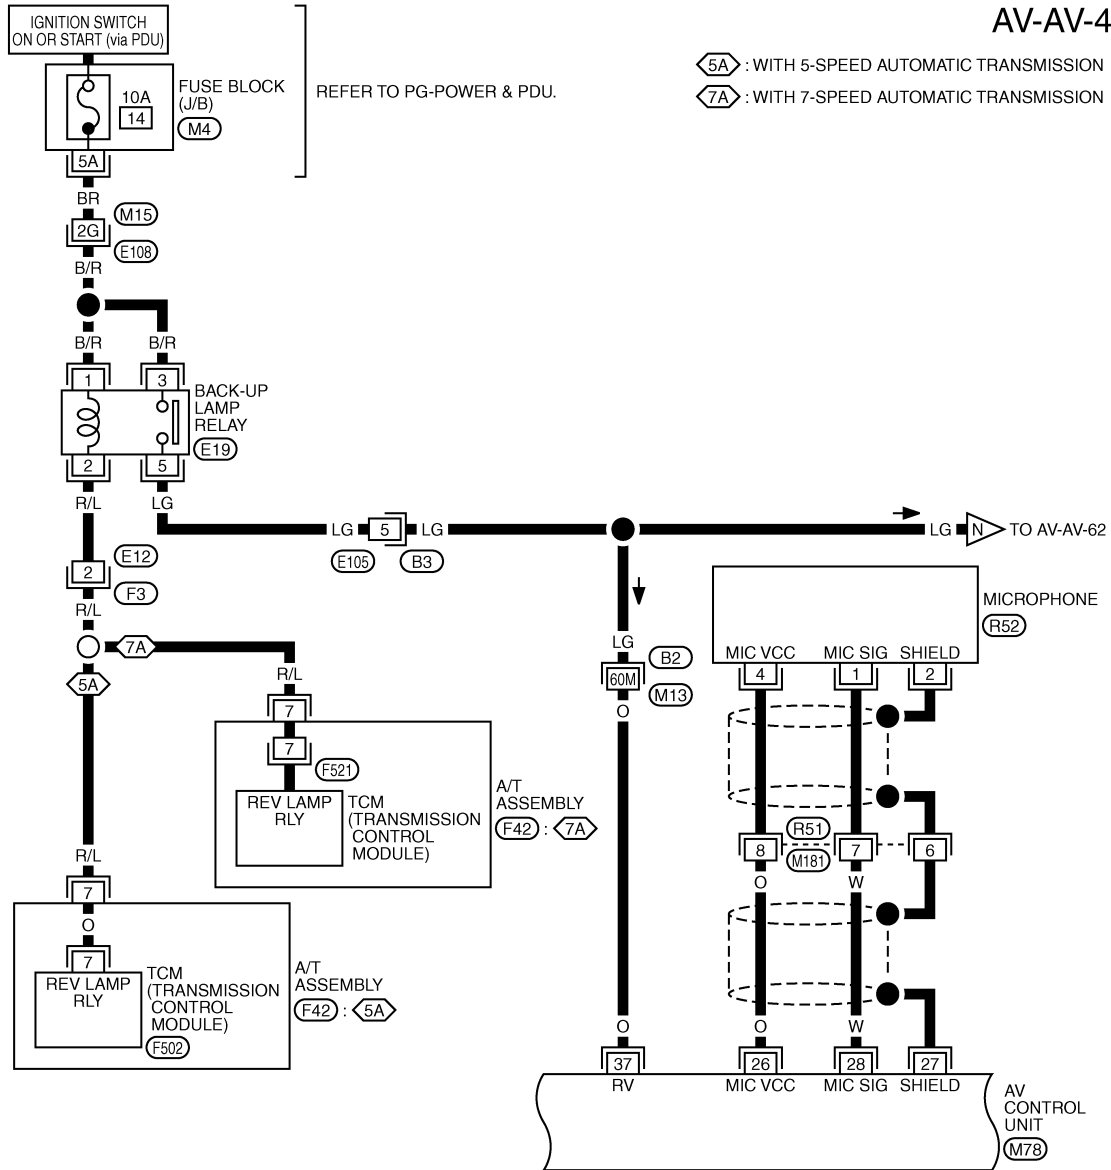 AV-AV-4
IGNITION SWITCH
ON OR START (via PDU)
5A : WITH 5-SPEED AUTOMATIC TRANSMISSION
7A : WITH 7-SPEED AUTOMATIC TRANSMISSION
10A
14
FUSE BLOCK
(J/B)
M4
REFER TO PG-POWER & PDU.
5A
BR
M15
2G
E108
B/R
B/R
B/R
1
3
BACK-UP
LAMP
RELAY
E19
2
5
R/L
LG
LG
5
LG
E105
B3
LG
N
TO AV-AV-62
E12
2
F3
R/L
7A
5A
R/L
7
7
F521
REV LAMP
RLY
TCM
(TRANSMISSION
CONTROL
MODULE)
A/T
ASSEMBLY
F42 : 7A
R/L
7
O
7
REV LAMP
RLY
TCM
(TRANSMISSION
CONTROL
MODULE)
F502
A/T
ASSEMBLY
F42 : 5A
LG
B2
60M
M13
O
O
37
RV
MICROPHONE
R52
MIC VCC
MIC SIG
SHIELD
4
1
2
R51
8
7
6
M181
O
W
O
W
26
28
27
MIC VCC
MIC SIG
SHIELD
AV
CONTROL
UNIT
M78